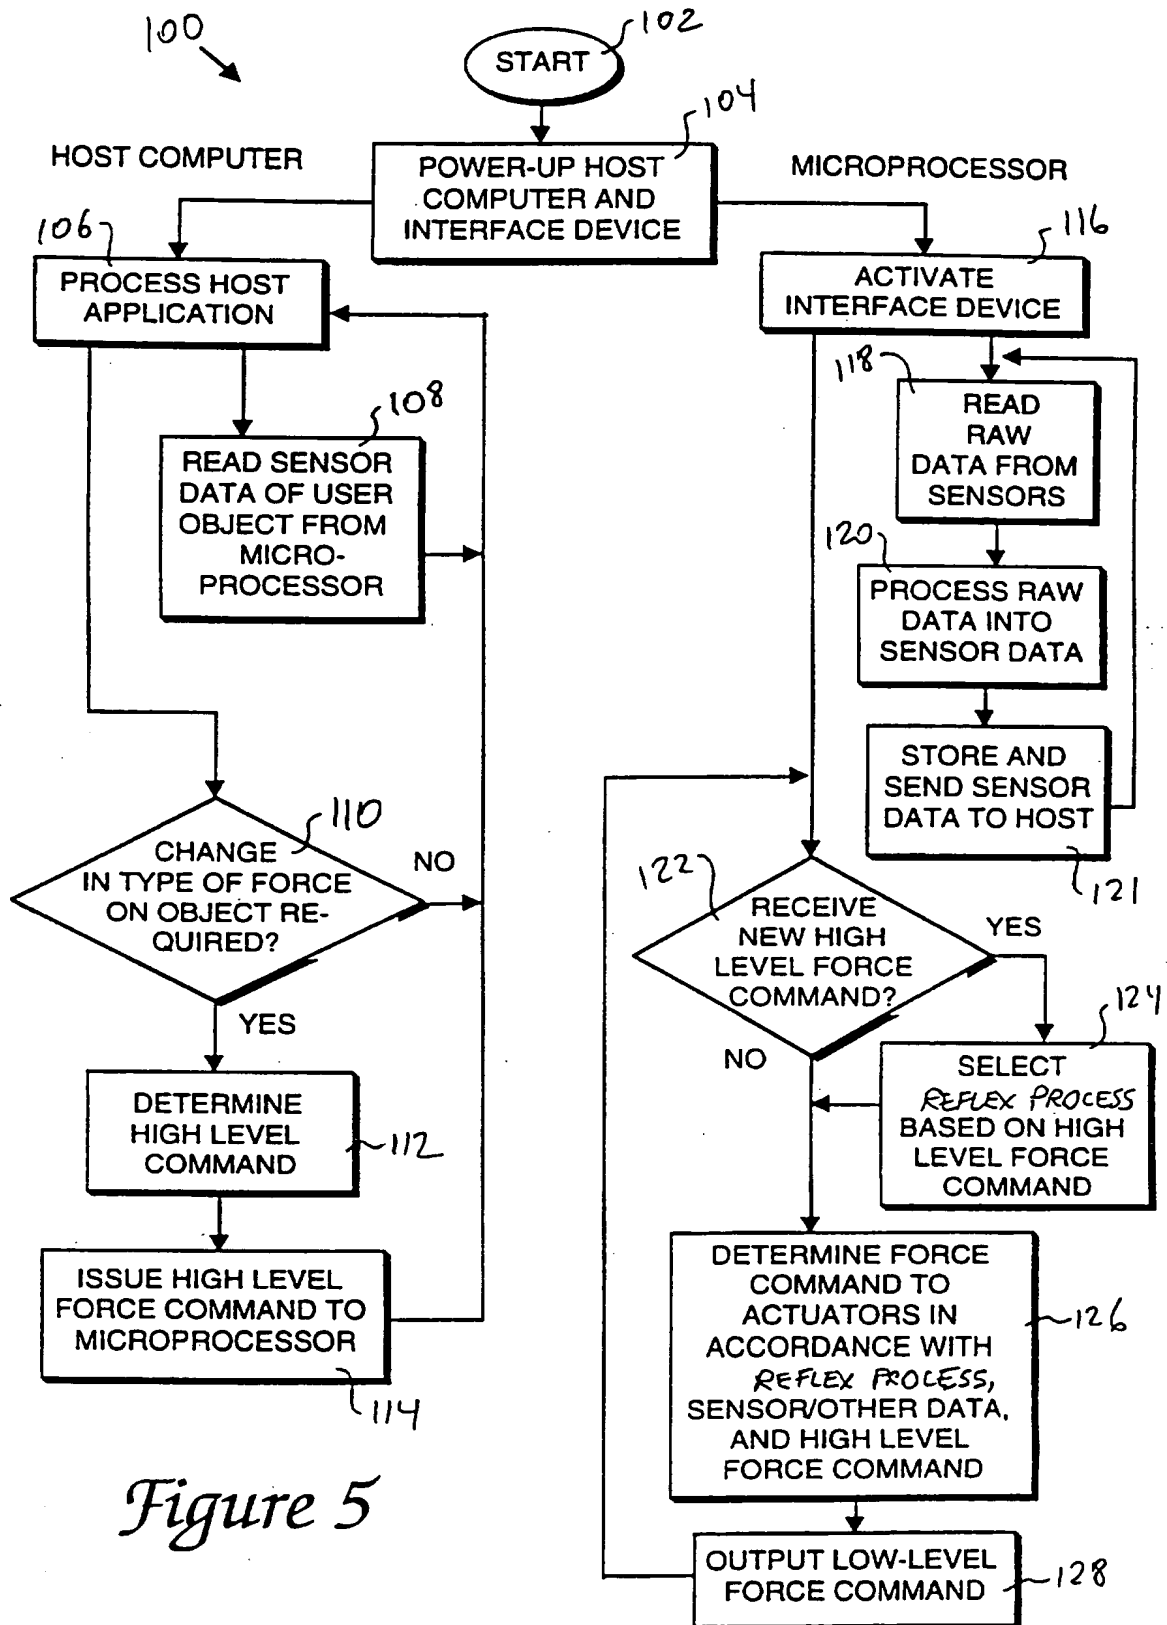 100
102
START
104
HOST COMPUTER
POWER-UP HOST
COMPUTER AND
INTERFACE DEVICE
MICROPROCESSOR
106
PROCESS HOST
APPLICATION
116
ACTIVATE
INTERFACE DEVICE
108
READ SENSOR
DATA OF USER
OBJECT FROM
MICRO-
PROCESSOR
118
READ
RAW
DATA FROM
SENSORS
120
PROCESS RAW
DATA INTO
SENSOR DATA
STORE AND
SEND SENSOR
DATA TO HOST
121
110
CHANGE
IN TYPE OF FORCE
ON OBJECT RE-
QUIRED?
NO
YES
122
RECEIVE
NEW HIGH
LEVEL FORCE
COMMAND?
YES
NO
124
SELECT
REFLEX PROCESS
BASED ON HIGH
LEVEL FORCE
COMMAND
DETERMINE
HIGH LEVEL
COMMAND
112
ISSUE HIGH LEVEL
FORCE COMMAND TO
MICROPROCESSOR
114
DETERMINE FORCE
COMMAND TO
ACTUATORS IN
ACCORDANCE WITH
REFLEX PROCESS,
SENSOR/OTHER DATA,
AND HIGH LEVEL
FORCE COMMAND
126
OUTPUT LOW-LEVEL
FORCE COMMAND
128
Figure 5